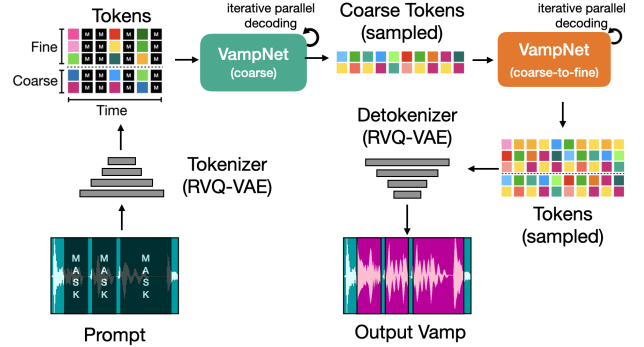 Tokens
Fine
Coarse
M M M M
M M M M
M M M M
M M M M
M M M M
Time
Tokenizer
(RVQ-VAE)
MASK
MASK
MASK
Prompt
iterative parallel
decoding
VampNet
(coarse)
Coarse Tokens
(sampled)
iterative parallel
decoding
VampNet
(coarse-to-fine)
Tokens
(sampled)
Detokenizer
(RVQ-VAE)
Output Vamp